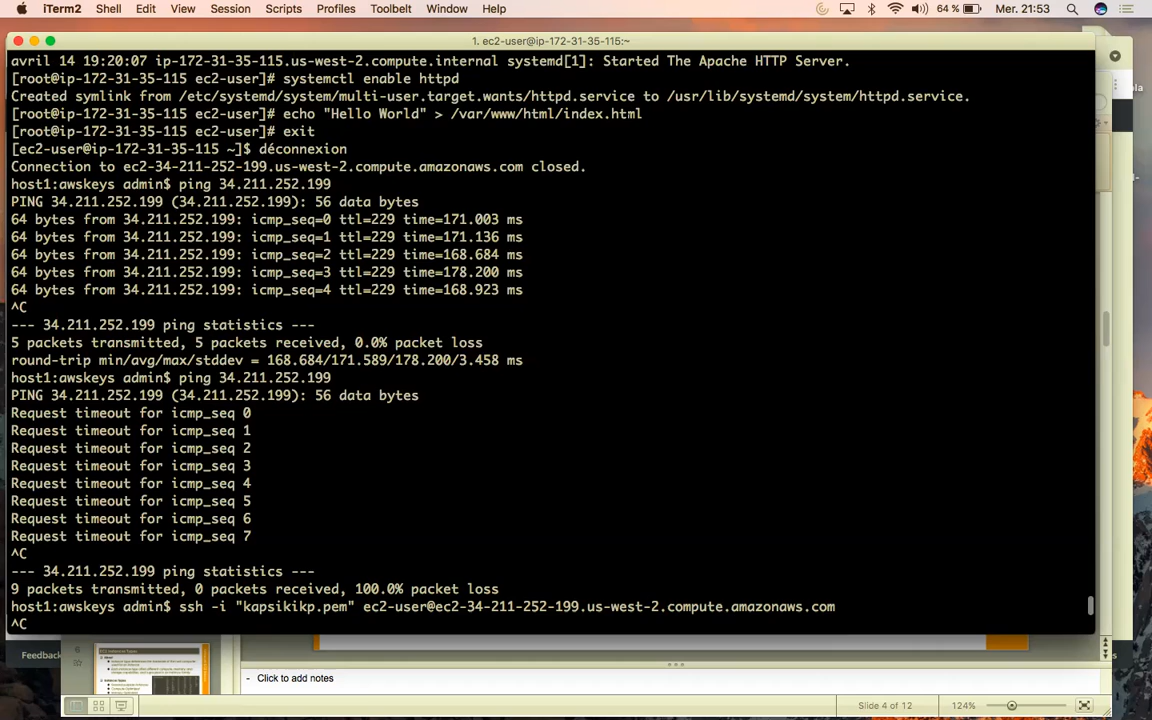 iTerm2 Shell Edit View Session Scripts Profiles Toolbelt Window Help 64 % Mer. 21:53
1. ec2-user@ip-172-31-35-115:~
avril 14 19:20:07 ip-172-31-35-115.us-west-2.compute.internal systemd[1]: Started The Apache HTTP Server.
[root@ip-172-31-35-115 ec2-user]# systemctl enable httpd
Created symlink from /etc/systemd/system/multi-user.target.wants/httpd.service to /usr/lib/systemd/system/httpd.service.
[root@ip-172-31-35-115 ec2-user]# echo "Hello World" > /var/www/html/index.html
[root@ip-172-31-35-115 ec2-user]# exit
[ec2-user@ip-172-31-35-115 ~]$ déconnexion
Connection to ec2-34-211-252-199.us-west-2.compute.amazonaws.com closed.
host1:awskeys admin$ ping 34.211.252.199
PING 34.211.252.199 (34.211.252.199): 56 data bytes
64 bytes from 34.211.252.199: icmp_seq=0 ttl=229 time=171.003 ms
64 bytes from 34.211.252.199: icmp_seq=1 ttl=229 time=171.136 ms
64 bytes from 34.211.252.199: icmp_seq=2 ttl=229 time=168.684 ms
64 bytes from 34.211.252.199: icmp_seq=3 ttl=229 time=178.200 ms
64 bytes from 34.211.252.199: icmp_seq=4 ttl=229 time=168.923 ms
^C
--- 34.211.252.199 ping statistics ---
5 packets transmitted, 5 packets received, 0.0% packet loss
round-trip min/avg/max/stddev = 168.684/171.589/178.200/3.458 ms
host1:awskeys admin$ ping 34.211.252.199
PING 34.211.252.199 (34.211.252.199): 56 data bytes
Request timeout for icmp_seq 0
Request timeout for icmp_seq 1
Request timeout for icmp_seq 2
Request timeout for icmp_seq 3
Request timeout for icmp_seq 4
Request timeout for icmp_seq 5
Request timeout for icmp_seq 6
Request timeout for icmp_seq 7
^C
--- 34.211.252.199 ping statistics ---
9 packets transmitted, 0 packets received, 100.0% packet loss
host1:awskeys admin$ ssh -i "kapsikikp.pem" ec2-user@ec2-34-211-252-199.us-west-2.compute.amazonaws.com
^C
Feedback
- Click to add notes
Slide 4 of 12 124%